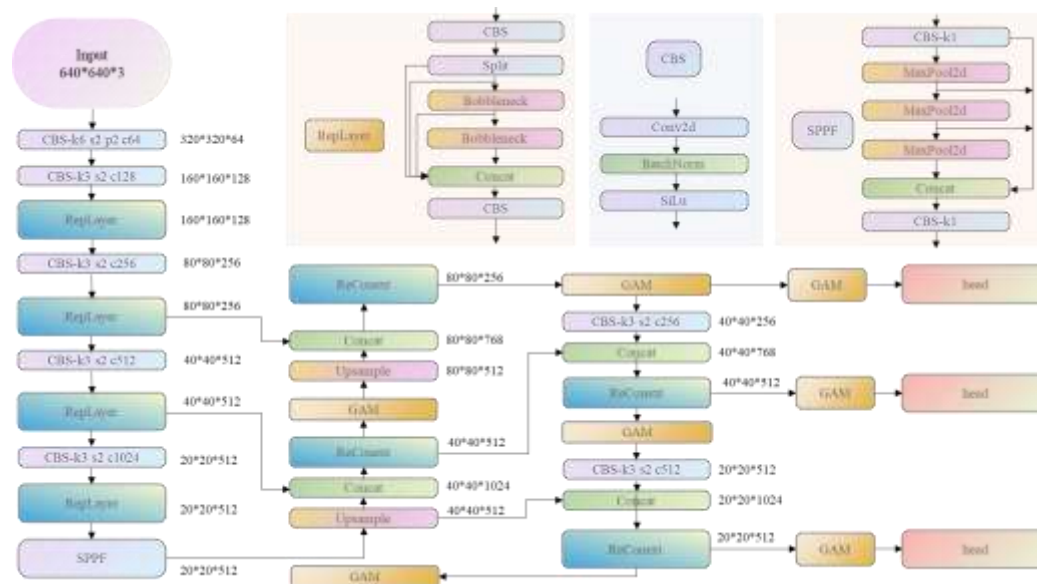 Input
640*640*3
CBS-k6 s2 p2 c64
320*320*64
CBS-k3 s2 c128
160*160*128
RepLayer
160*160*128
CBS-k3 s2 c256
80*80*256
RepLayer
80*80*256
CBS-k3 s2 c512
40*40*512
RepLayer
40*40*512
CBS-k3 s2 c1024
20*20*512
RepLayer
20*20*512
SPPF
20*20*512
RepLayer
CBS
Split
Bobbleneck
Bobbleneck
Concat
CBS
CBS
Conv2d
BatchNorm
SiLu
SPPF
CBS-k1
MaxPool2d
MaxPool2d
MaxPool2d
Concat
CBS-k1
80*80*256
Concat
80*80*768
Upsample
80*80*512
GAM
40*40*512
Concat
40*40*1024
Upsample
40*40*512
GAM
GAM
CBS-k3 s2 c256
40*40*256
Concat
40*40*768
40*40*512
GAM
CBS-k3 s2 c512
20*20*512
Concat
20*20*1024
20*20*512
GAM
head
GAM
head
GAM
head